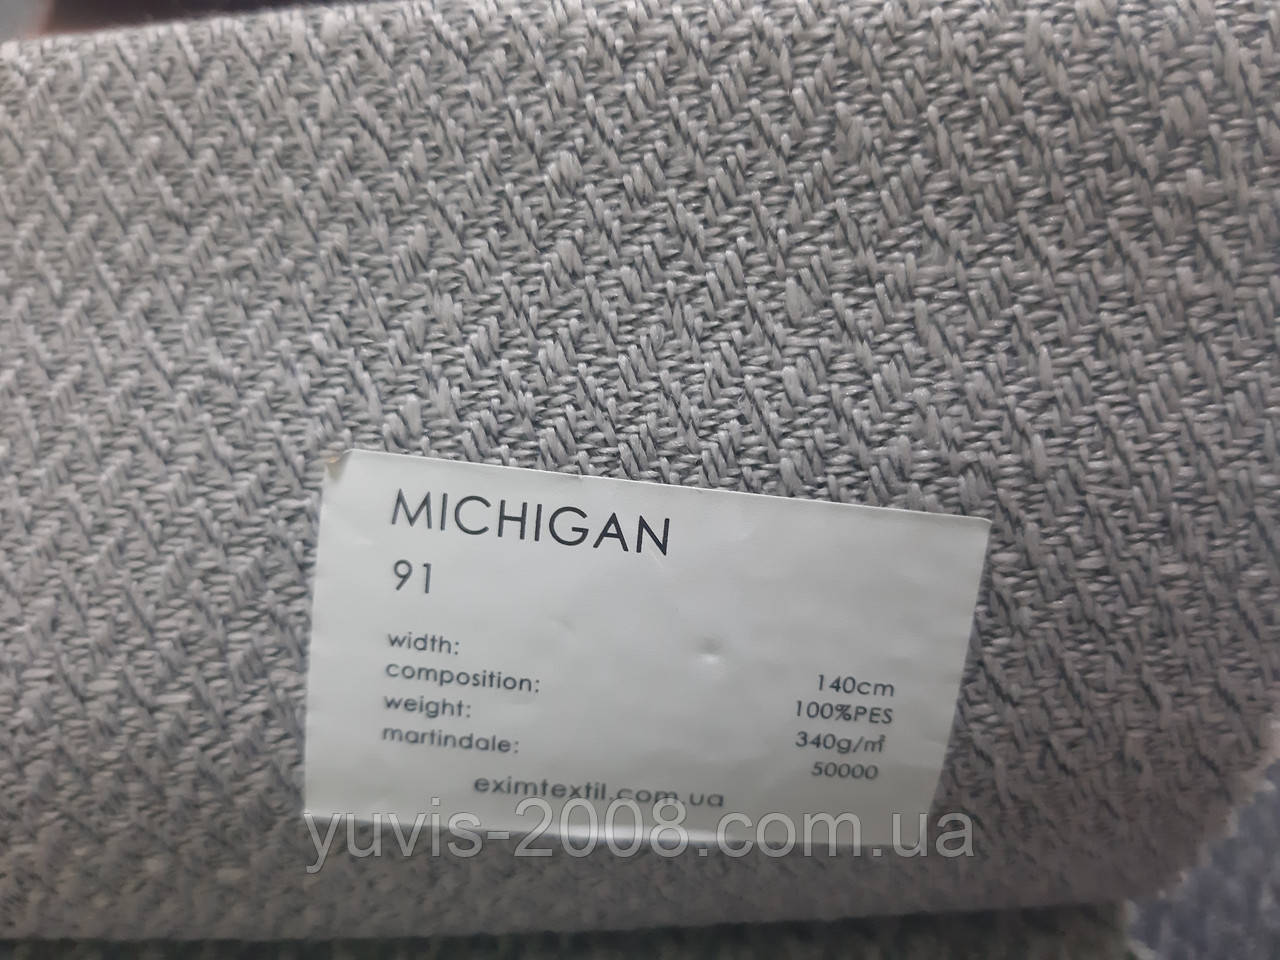 MICHIGAN
91
width: 140cm
composition: 100%PES
weight: 340g/㎡
martindale: 50000
eximtextil.com.ua
yuvis-2008.com.ua